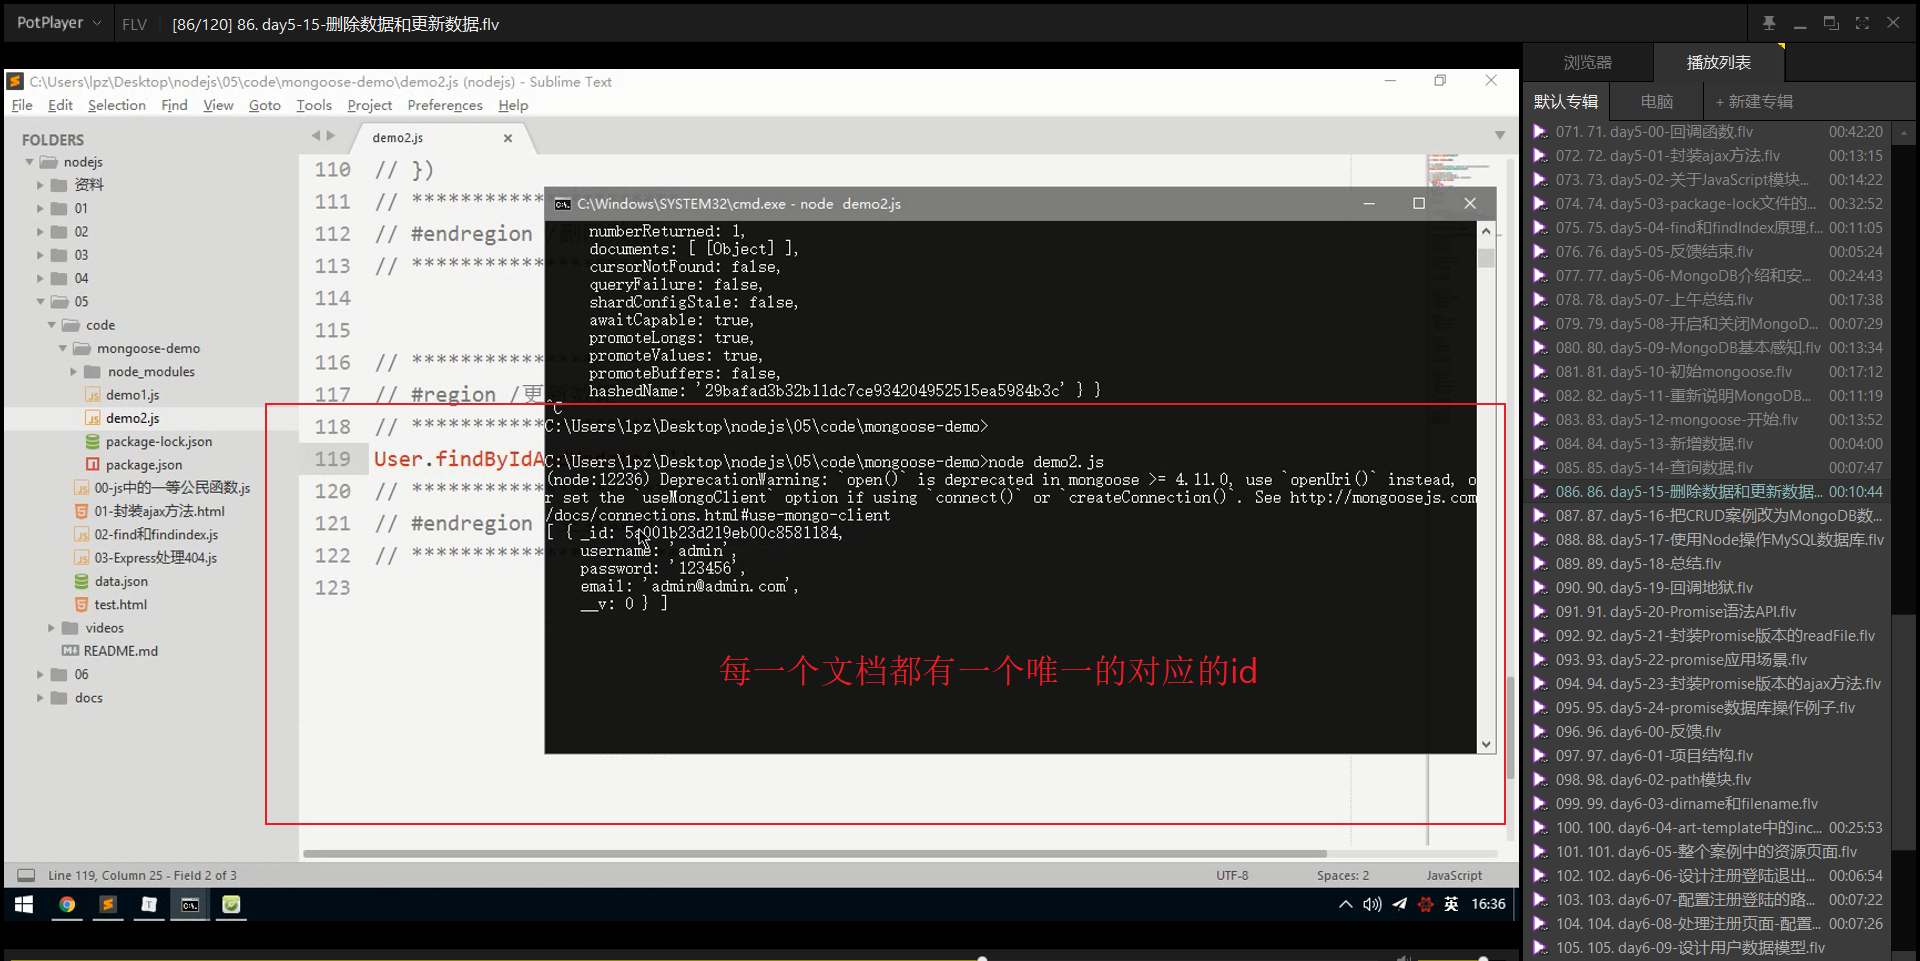 PotPlayer
FLV
[86/120] 86. day5-15-删除数据和更新数据.flv
C:\Users\lpz\Desktop\nodejs\05\code\mongoose-demo\demo2.js (nodejs) - Sublime Text
File Edit Selection Find View Goto Tools Project Preferences Help
FOLDERS
nodejs
资料
01
02
03
04
05
code
mongoose-demo
node_modules
demo1.js
demo2.js
package-lock.json
package.json
00-js中的一等公民函数.js
01-封装ajax方法.html
02-find和findindex.js
03-Express处理404.js
data.json
test.html
videos
README.md
06
docs
demo2.js
110 // })
111 // ***********
112 // #endregion
113 // ***********
114
115
116 // ***********
117 // #region /更
118 // ***********
119 User.findByIdA
120 // ***********
121 // #endregion
122 // ***********
123
C:\Windows\SYSTEM32\cmd.exe - node demo2.js
numberReturned: 1,
documents: [ [Object] ],
cursorNotFound: false,
queryFailure: false,
shardConfigStale: false,
awaitCapable: true,
promoteLongs: true,
promoteValues: true,
promoteBuffers: false,
hashedName: '29bafad3b32b11dc7ce934204952515ea5984b3c' } }
^C
C:\Users\lpz\Desktop\nodejs\05\code\mongoose-demo>
C:\Users\lpz\Desktop\nodejs\05\code\mongoose-demo>node demo2.js
(node:12236) DeprecationWarning: `open()` is deprecated in mongoose >= 4.11.0, use `openUri()` instead, o
r set the `useMongoClient` option if using `connect()` or `createConnection()`. See http://mongoosejs.com
/docs/connections.html#use-mongo-client
[ { _id: 5a001b23d219eb00c8581184,
username: 'admin',
password: '123456',
email: 'admin@admin.com',
__v: 0 } ]
每一个文档都有一个唯一的对应的id
Line 119, Column 25 - Field 2 of 3
UTF-8
Spaces: 2
JavaScript
英
16:36
浏览器
播放列表
默认专辑
电脑
+ 新建专辑
071. 71. day5-00-回调函数.flv 00:42:20
072. 72. day5-01-封装ajax方法.flv 00:13:15
073. 73. day5-02-关于JavaScript模块... 00:14:22
074. 74. day5-03-package-lock文件的... 00:32:52
075. 75. day5-04-find和findIndex原理.f... 00:11:05
076. 76. day5-05-反馈结束.flv 00:05:24
077. 77. day5-06-MongoDB介绍和安... 00:24:43
078. 78. day5-07-上午总结.flv 00:17:38
079. 79. day5-08-开启和关闭MongoD... 00:07:29
080. 80. day5-09-MongoDB基本感知.flv 00:13:34
081. 81. day5-10-初始mongoose.flv 00:17:12
082. 82. day5-11-重新说明MongoDB... 00:11:19
083. 83. day5-12-mongoose-开始.flv 00:13:52
084. 84. day5-13-新增数据.flv 00:04:00
085. 85. day5-14-查询数据.flv 00:07:47
086. 86. day5-15-删除数据和更新数据... 00:10:44
087. 87. day5-16-把CRUD案例改为MongoDB数...
088. 88. day5-17-使用Node操作MySQL数据库.flv
089. 89. day5-18-总结.flv
090. 90. day5-19-回调地狱.flv
091. 91. day5-20-Promise语法API.flv
092. 92. day5-21-封装Promise版本的readFile.flv
093. 93. day5-22-promise应用场景.flv
094. 94. day5-23-封装Promise版本的ajax方法.flv
095. 95. day5-24-promise数据库操作例子.flv
096. 96. day6-00-反馈.flv
097. 97. day6-01-项目结构.flv
098. 98. day6-02-path模块.flv
099. 99. day6-03-dirname和filename.flv
100. 100. day6-04-art-template中的inc... 00:25:53
101. 101. day6-05-整个案例中的资源页面.flv
102. 102. day6-06-设计注册登陆退出... 00:06:54
103. 103. day6-07-配置注册登陆的路... 00:07:22
104. 104. day6-08-处理注册页面-配置... 00:07:26
105. 105. day6-09-设计用户数据模型.flv